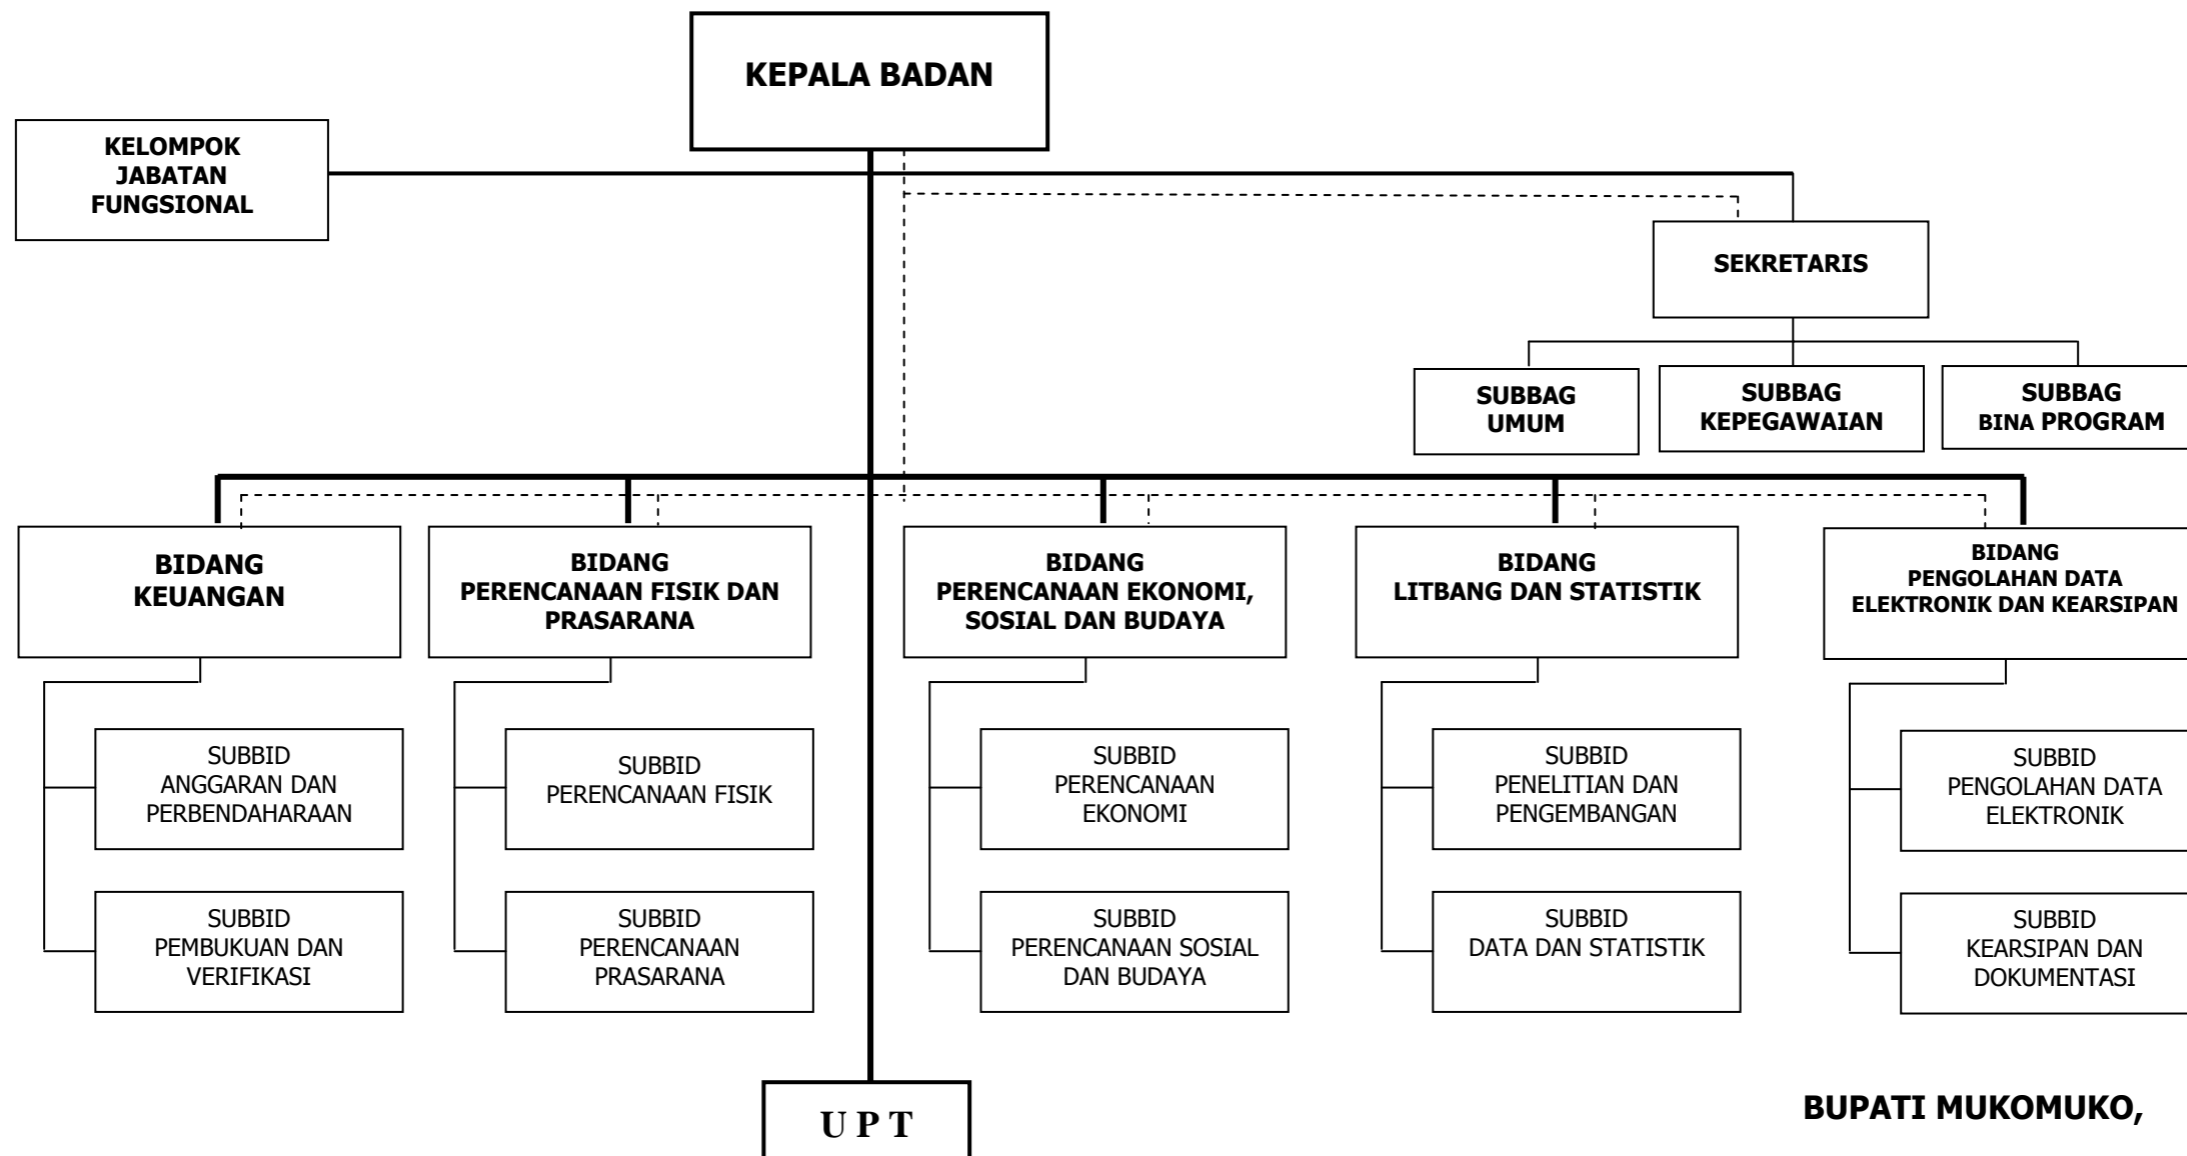 KEPALA BADAN
KELOMPOK
JABATAN
FUNGSIONAL
SEKRETARIS
SUBBAG
UMUM
SUBBAG
KEPEGAWAIAN
SUBBAG
BINA PROGRAM
BIDANG
KEUANGAN
BIDANG
PERENCANAAN FISIK DAN
PRASARANA
BIDANG
PERENCANAAN EKONOMI,
SOSIAL DAN BUDAYA
BIDANG
LITBANG DAN STATISTIK
BIDANG
PENGOLAHAN DATA
ELEKTRONIK DAN KEARSIPAN
SUBBID
ANGGARAN DAN
PERBENDAHARAAN
SUBBID
PERENCANAAN FISIK
SUBBID
PERENCANAAN
EKONOMI
SUBBID
PENELITIAN DAN
PENGEMBANGAN
SUBBID
PENGOLAHAN DATA
ELEKTRONIK
SUBBID
PEMBUKUAN DAN
VERIFIKASI
SUBBID
PERENCANAAN
PRASARANA
SUBBID
PERENCANAAN SOSIAL
DAN BUDAYA
SUBBID
DATA DAN STATISTIK
SUBBID
KEARSIPAN DAN
DOKUMENTASI
U P T
BUPATI MUKOMUKO,